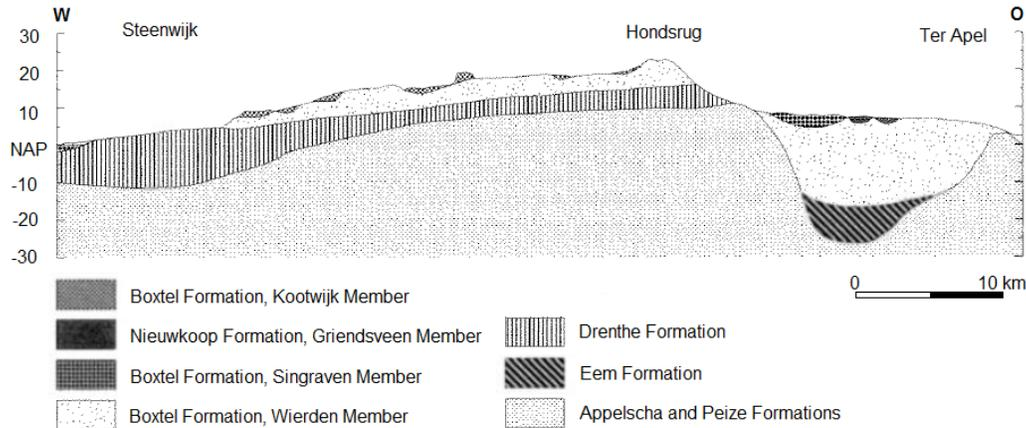 W
O
Steenwijk
Hondsrug
Ter Apel
30
20
10
NAP
-10
-20
-30
0
10 km
Boxtel Formation, Kootwijk Member
Nieuwkoop Formation, Griendsveen Member
Boxtel Formation, Singraven Member
Boxtel Formation, Wierden Member
Drenthe Formation
Eem Formation
Appelscha and Peize Formations